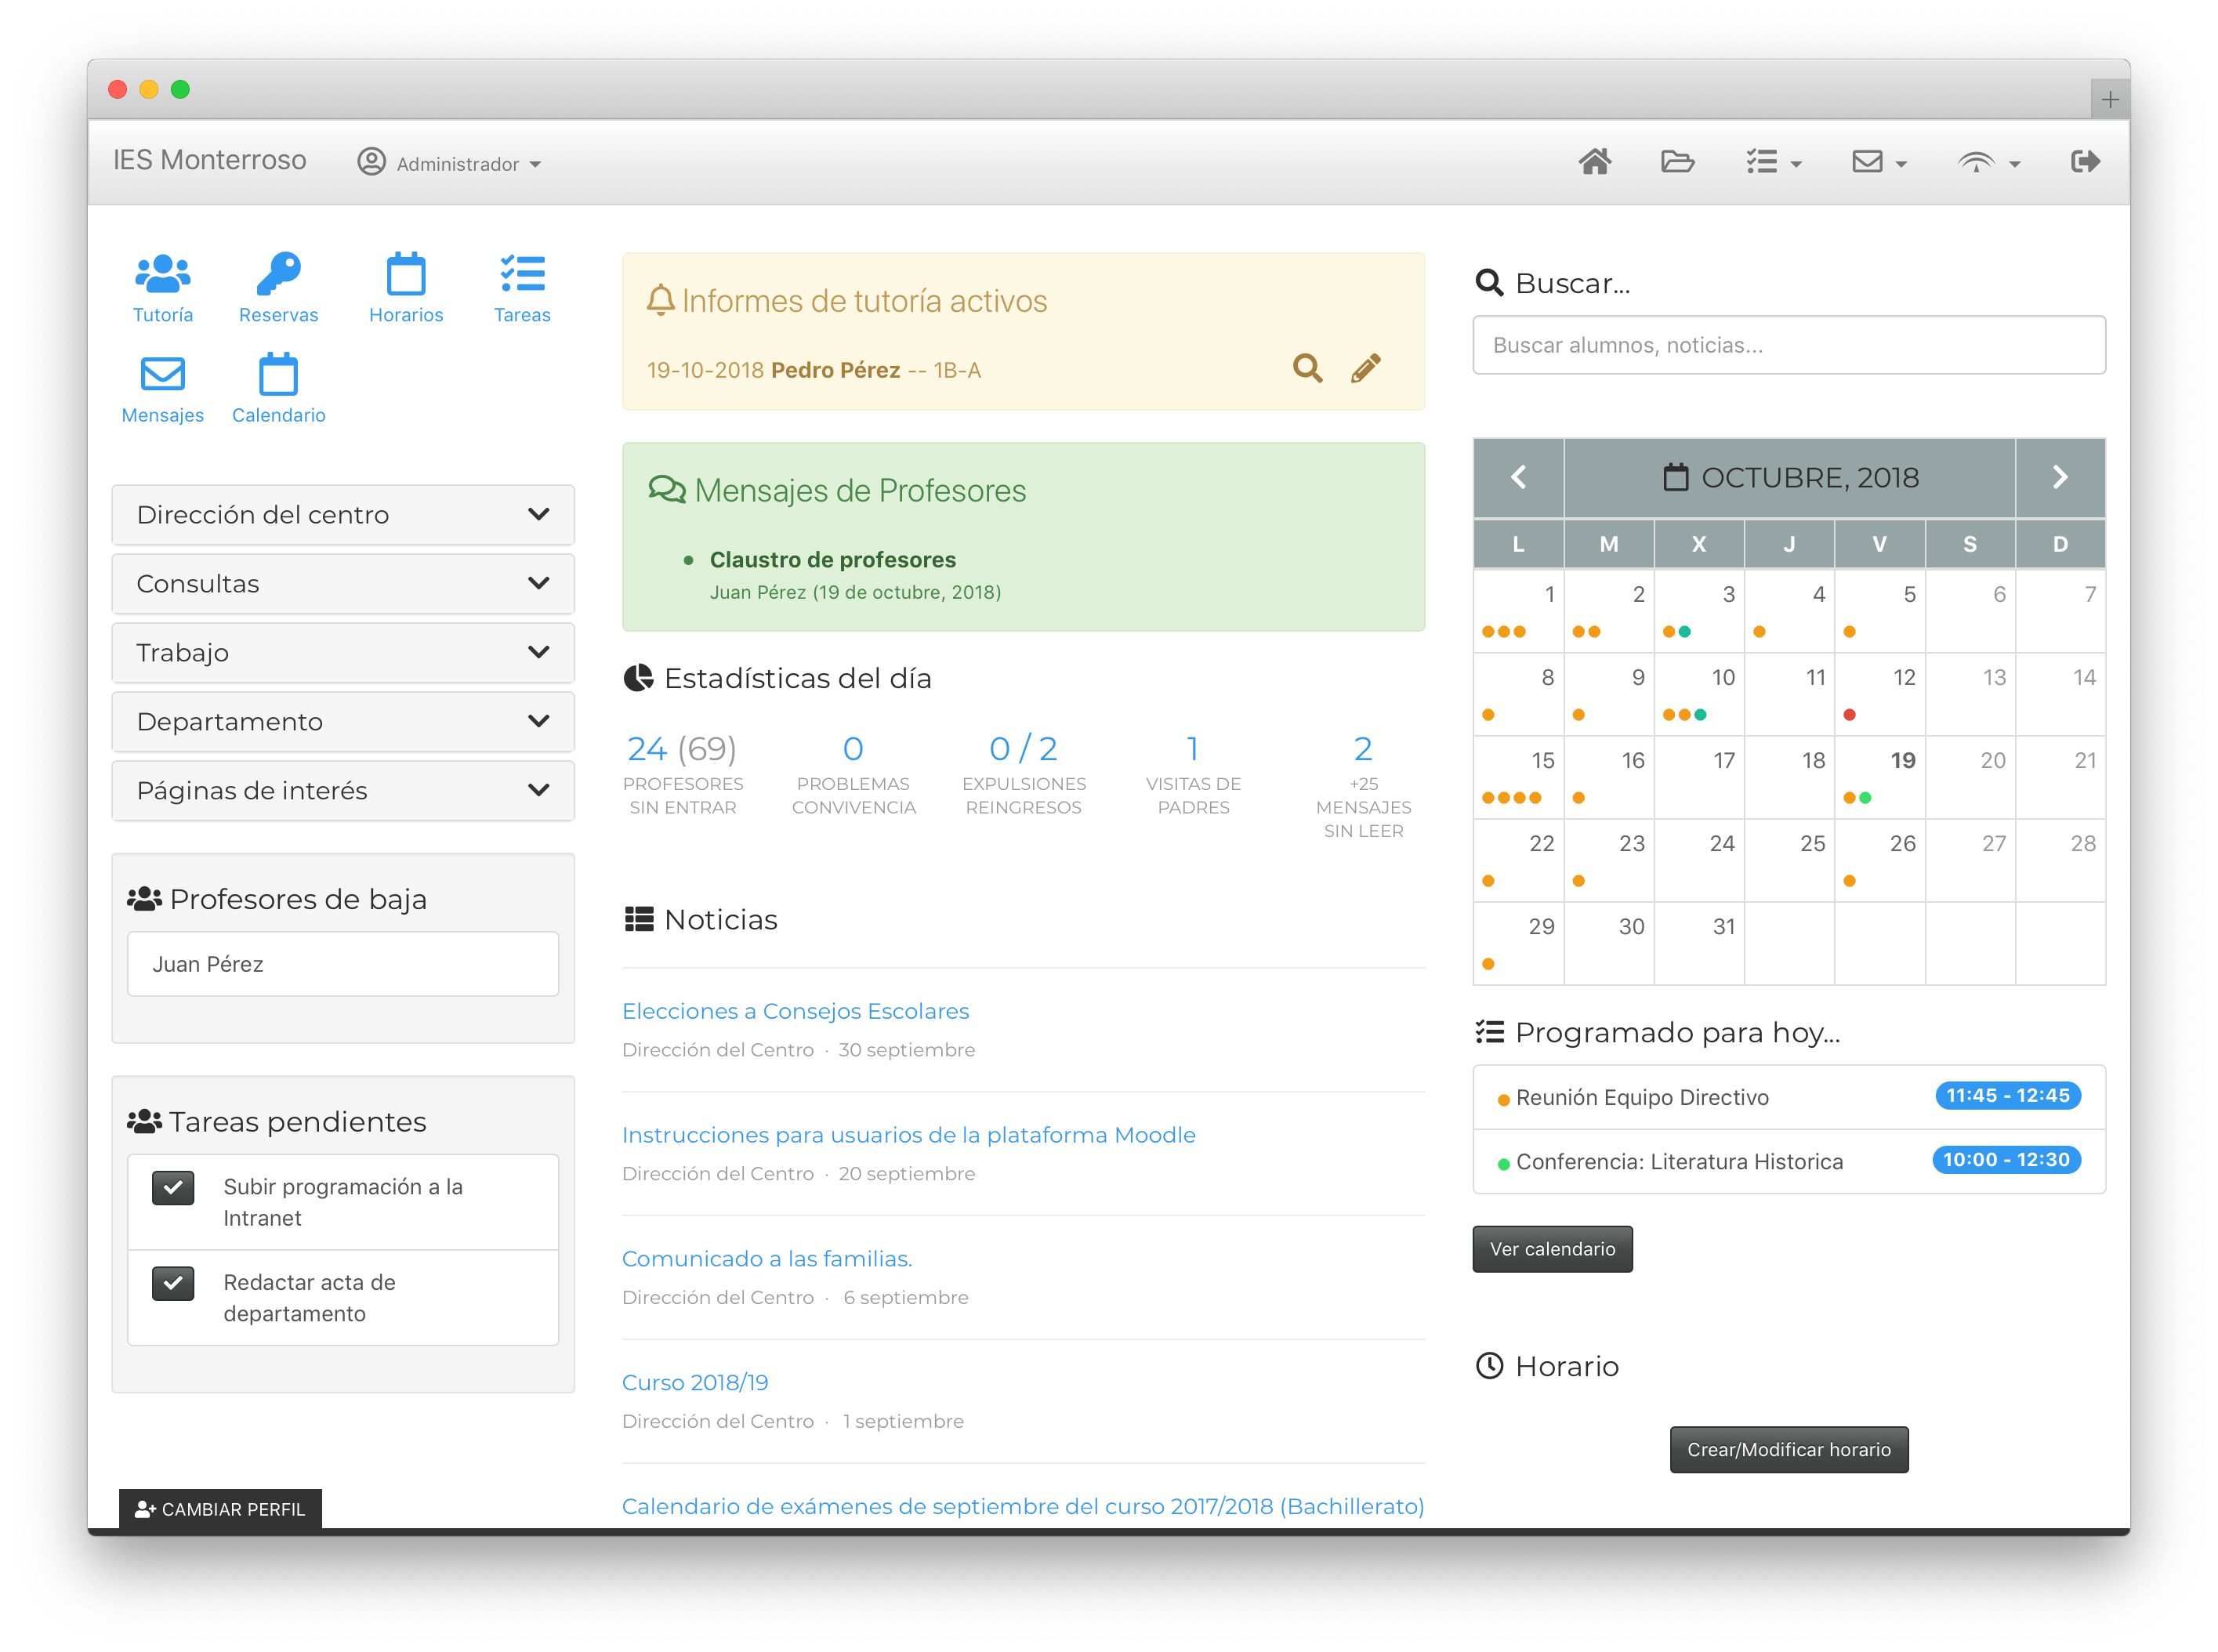 IES Monterroso
Administrador
Tutoría
Reservas
Horarios
Tareas
Mensajes
Calendario
Dirección del centro
Consultas
Trabajo
Departamento
Páginas de interés
Profesores de baja
Juan Pérez
Tareas pendientes
Subir programación a la
Intranet
Redactar acta de
departamento
CAMBIAR PERFIL
Informes de tutoría activos
19-10-2018 Pedro Pérez -- 1B-A
Mensajes de Profesores
Claustro de profesores
Juan Pérez (19 de octubre, 2018)
Estadísticas del día
24 (69)
PROFESORES
SIN ENTRAR
0
PROBLEMAS
CONVIVENCIA
0 / 2
EXPULSIONES
REINGRESOS
1
VISITAS DE
PADRES
2
+25
MENSAJES
SIN LEER
Noticias
Elecciones a Consejos Escolares
Dirección del Centro · 30 septiembre
Instrucciones para usuarios de la plataforma Moodle
Dirección del Centro · 20 septiembre
Comunicado a las familias.
Dirección del Centro · 6 septiembre
Curso 2018/19
Dirección del Centro · 1 septiembre
Calendario de exámenes de septiembre del curso 2017/2018 (Bachillerato)
Buscar...
Buscar alumnos, noticias...
OCTUBRE, 2018
L M X J V S D
1 2 3 4 5 6 7
8 9 10 11 12 13 14
15 16 17 18 19 20 21
22 23 24 25 26 27 28
29 30 31
Programado para hoy...
Reunión Equipo Directivo 11:45 - 12:45
Conferencia: Literatura Historica 10:00 - 12:30
Ver calendario
Horario
Crear/Modificar horario